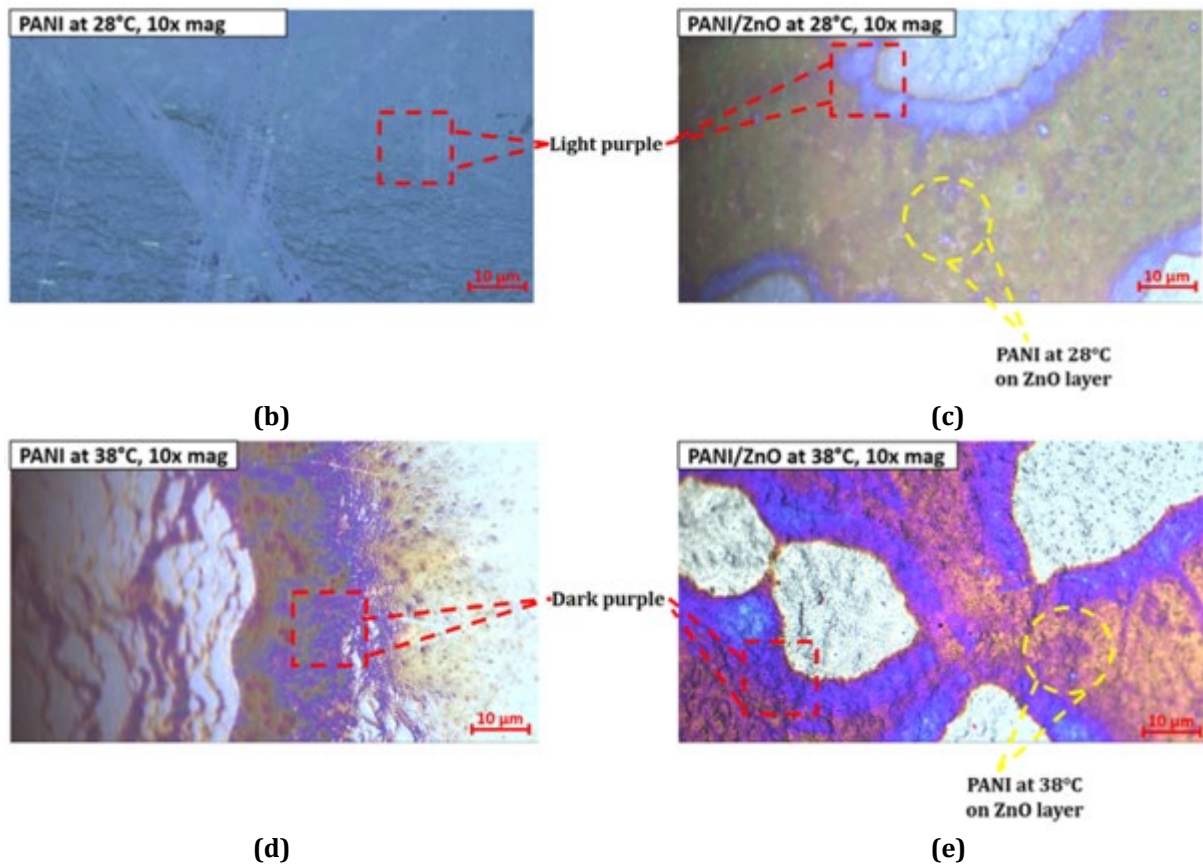 PANI at 28°C, 10x mag
10 µm
Light purple
PANI/ZnO at 28°C, 10x mag
10 µm
PANI at 28°C
on ZnO layer
(b)
(c)
PANI at 38°C, 10x mag
10 µm
Dark purple
PANI/ZnO at 38°C, 10x mag
10 µm
PANI at 38°C
on ZnO layer
(d)
(e)